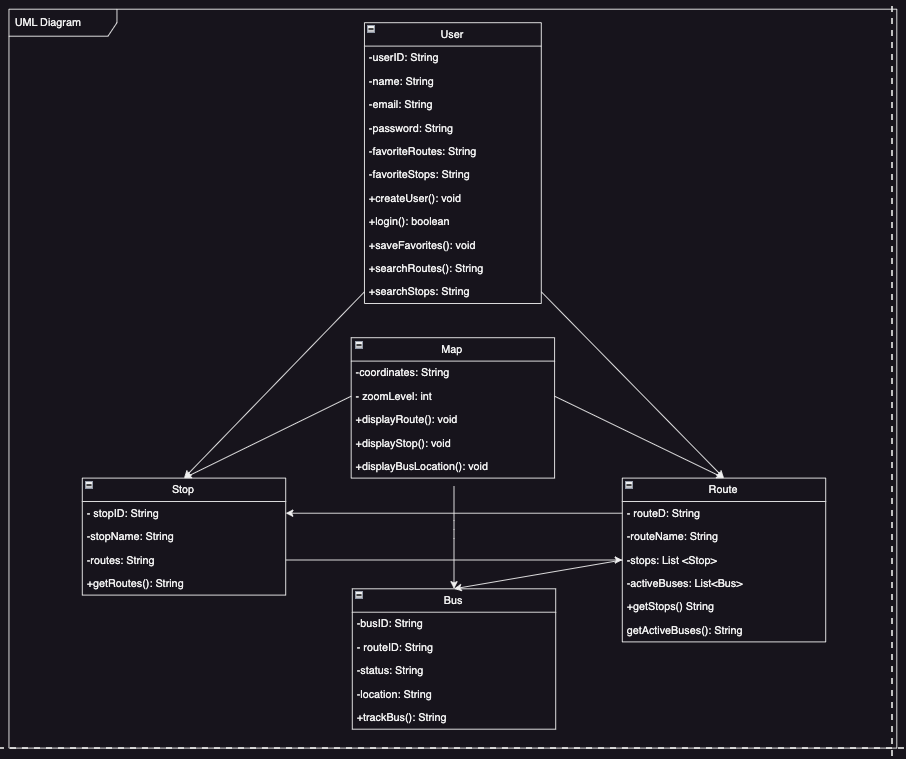 UML Diagram
User
-userID: String
-name: String
-email: String
-password: String
-favoriteRoutes: String
-favoriteStops: String
+createUser(): void
+login(): boolean
+saveFavorites(): void
+searchRoutes(): String
+searchStops: String
Map
-coordinates: String
- zoomLevel: int
+displayRoute(): void
+displayStop(): void
+displayBusLocation(): void
Stop
- stopID: String
-stopName: String
-routes: String
+getRoutes(): String
Route
- routeD: String
-routeName: String
-stops: List <Stop>
-activeBuses: List<Bus>
+getStops() String
getActiveBuses(): String
Bus
-busID: String
- routeID: String
-status: String
-location: String
+trackBus(): String